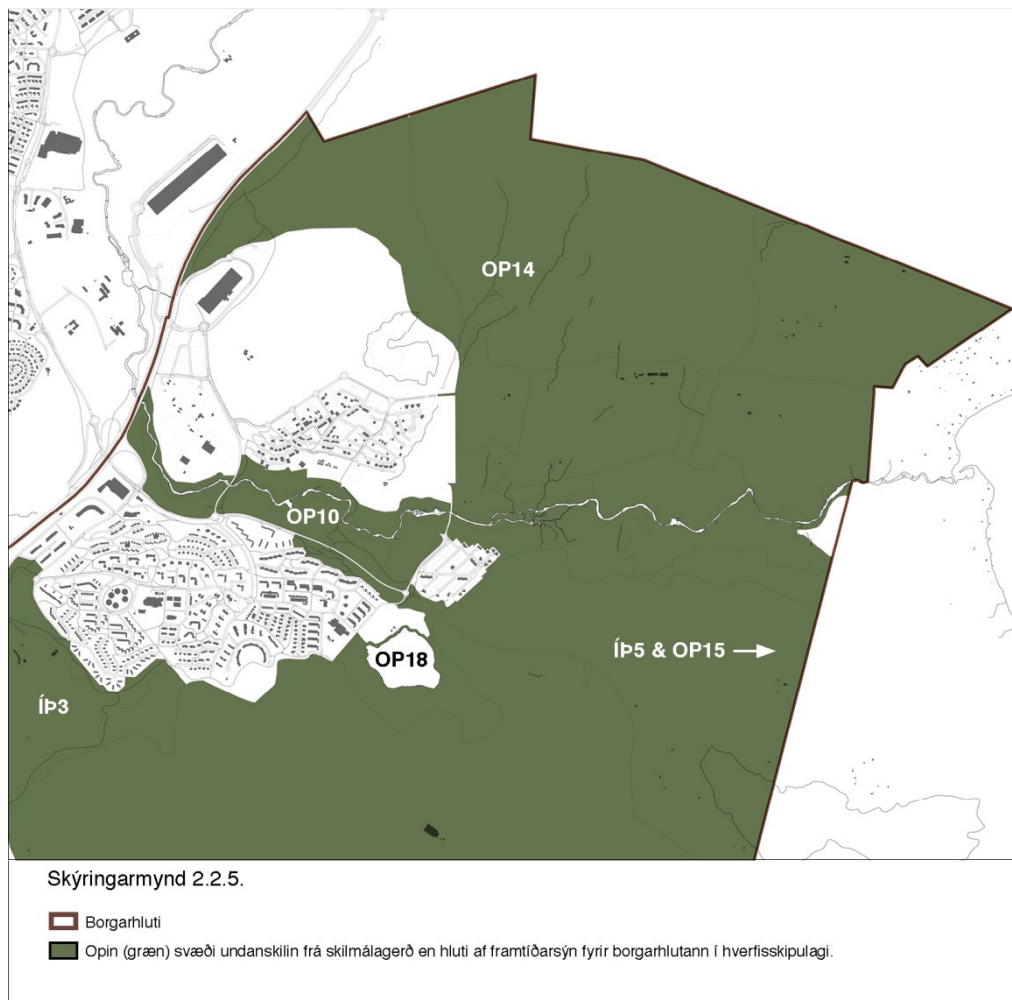 OP14
OP10
ÍÞ5 & OP15
OP18
ÍÞ3
Skýringarmynd 2.2.5.
Borgarhluti
Opin (græn) svæði undanskilin frá skilmálagerð en hluti af framtíðarsýn fyrir borgarhlutann í hverfisskipulagi.